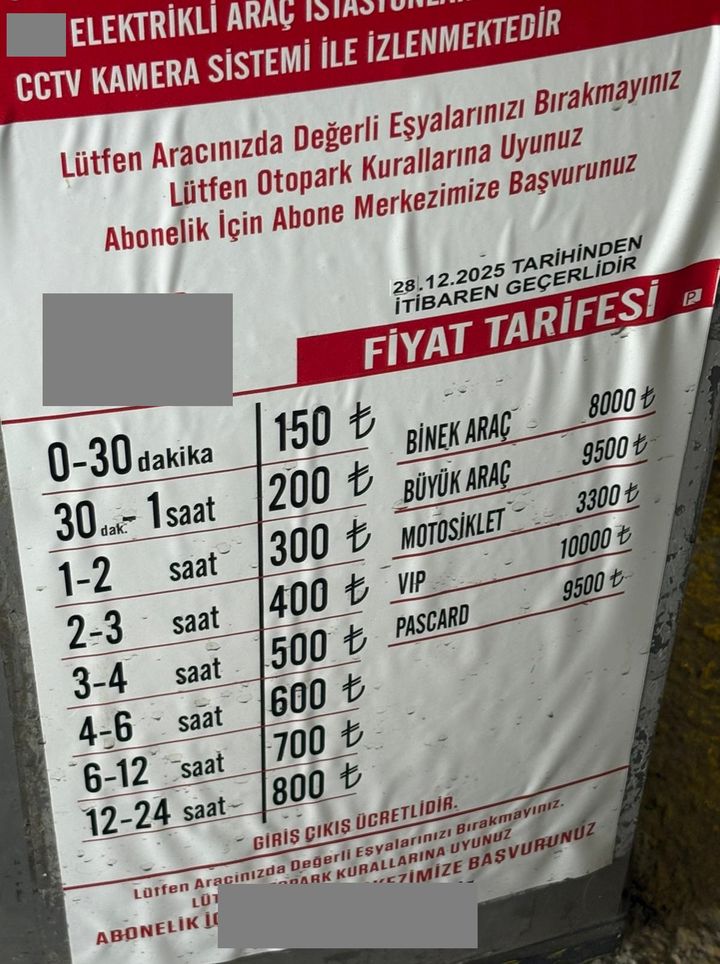 ELEKTRİKLİ ARAÇ
CCTV KAMERA SİSTEMİ İLE İZLENMEKTEDİR
Lütfen Aracınızda Değerli Eşyalarınızı Bırakmayınız
Lütfen Otopark Kurallarına Uyunuz
Abonelik İçin Abone Merkezimize Başvurunuz
28.12.2025 TARİHİNDEN
İTİBAREN GEÇERLİDİR
FİYAT TARİFESİ P
0-30 dakika 150 ₺
30 dak. - 1 saat 200 ₺
1-2 saat 300 ₺
2-3 saat 400 ₺
3-4 saat 500 ₺
4-6 saat 600 ₺
6-12 saat 700 ₺
12-24 saat 800 ₺
BİNEK ARAÇ 8000 ₺
BÜYÜK ARAÇ 9500 ₺
MOTOSİKLET 3300 ₺
VIP 10000 ₺
PASCARD 9500 ₺
GİRİŞ ÇIKIŞ ÜCRETLİDİR.
Lütfen Aracınızda Değerli Eşyalarınızı Bırakmayınız.
KURALLARINA UYUNUZ
ABONELİK BAŞVURUNUZ